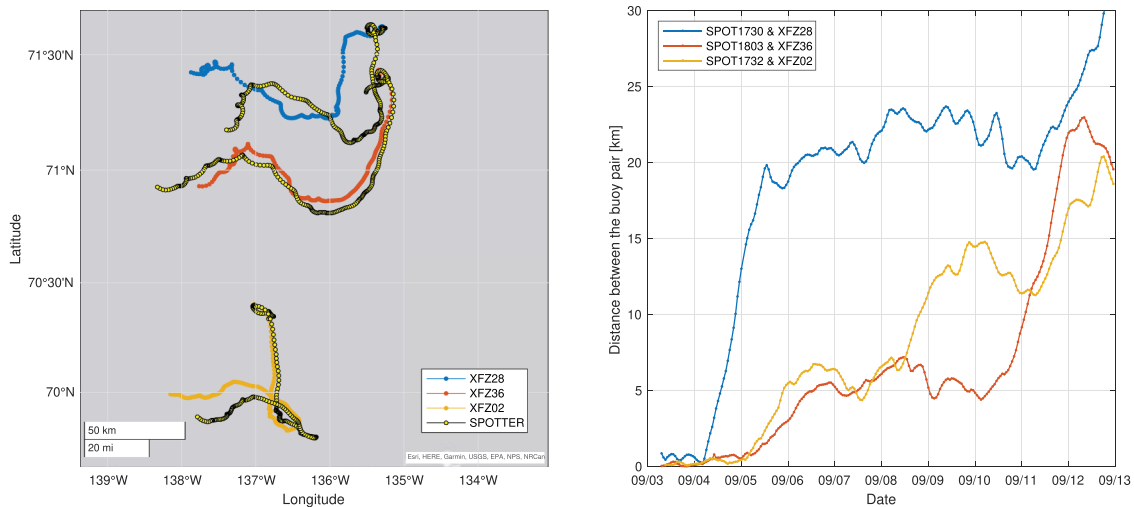 71°30'N
71°N
70°30'N
70°N
Latitude
139°W
138°W
137°W
136°W
135°W
134°W
Longitude
XFZ28
XFZ36
XFZ02
SPOTTER
50 km
20 mi
Esri, HERE, Garmin, USGS, EPA, NPS, NRCan
30
25
20
15
10
5
0
Distance between the buoy pair [km]
SPOT1730 & XFZ28
SPOT1803 & XFZ36
SPOT1732 & XFZ02
09/03
09/04
09/05
09/06
09/07
09/08
09/09
09/10
09/11
09/12
09/13
Date